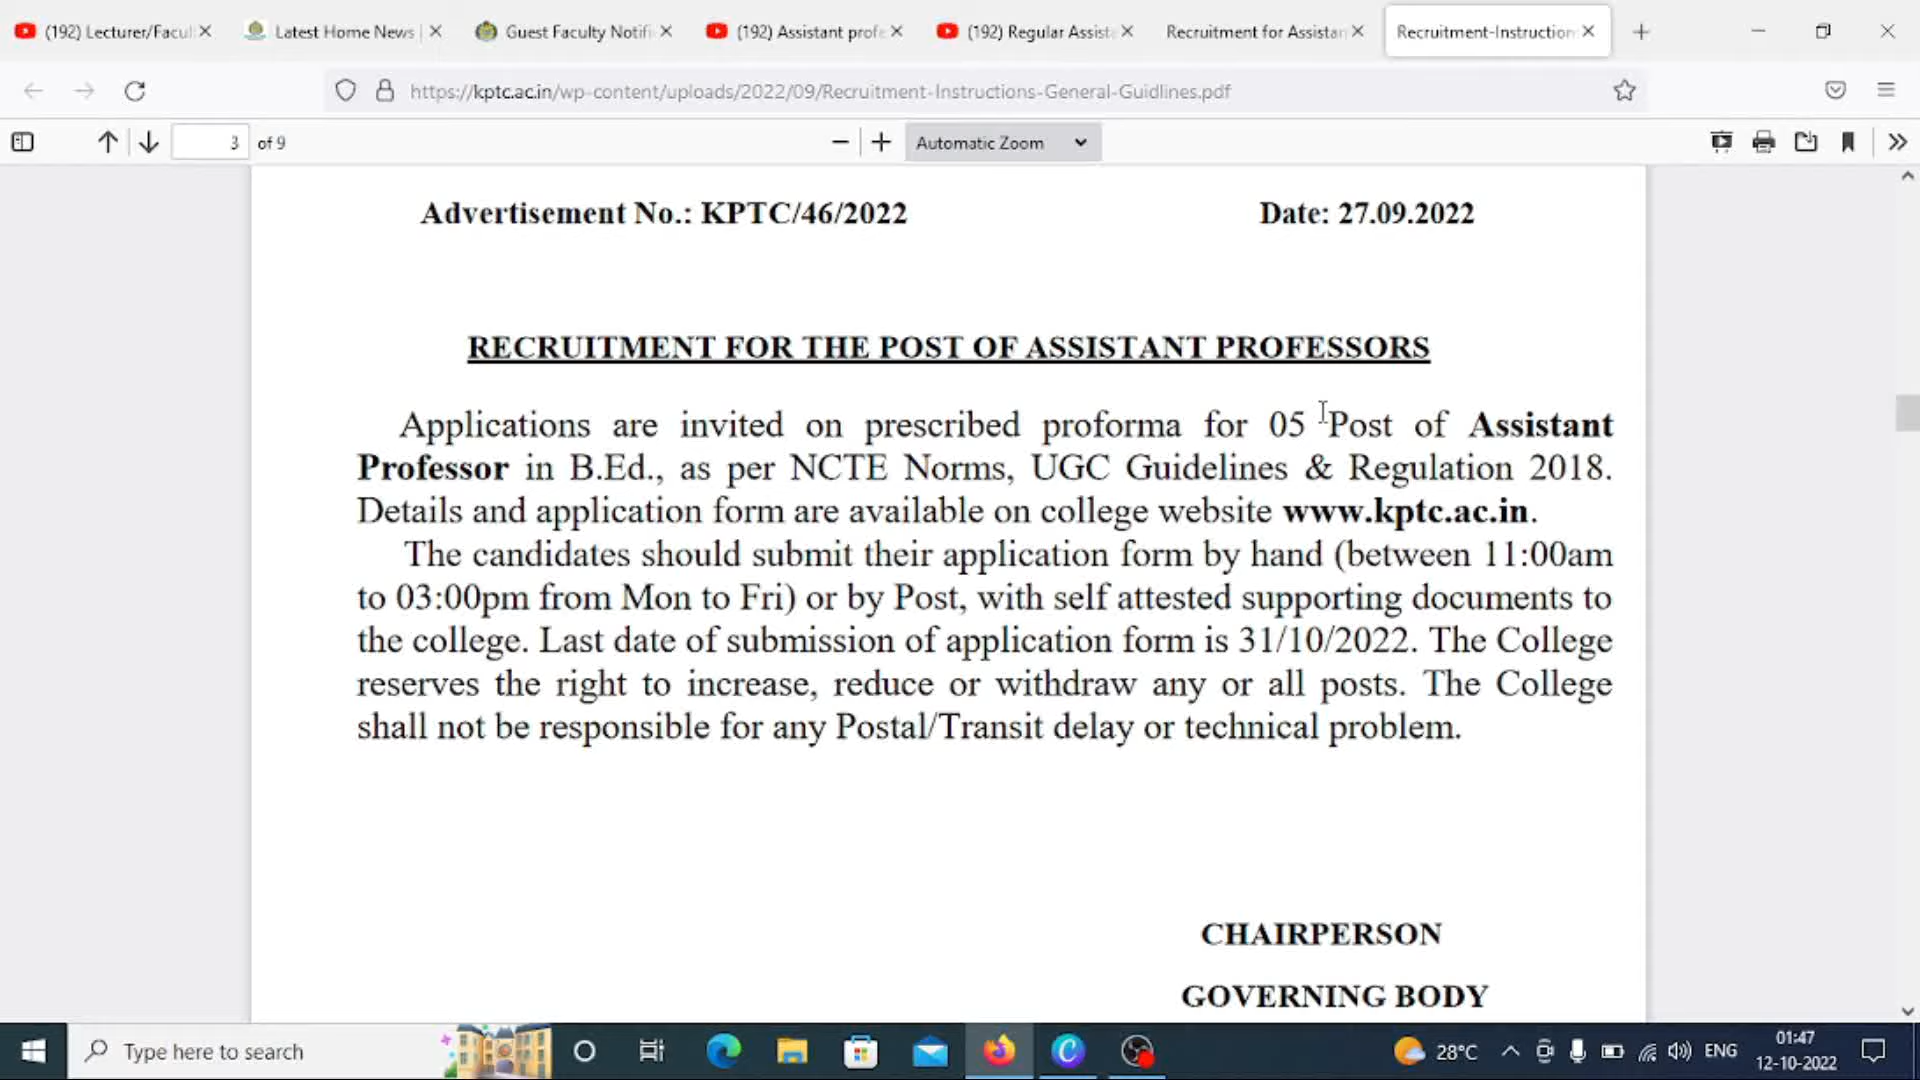 (192) Lecturer/Facul
Latest Home News |
Guest Faculty Notifi
(192) Assistant profe
(192) Regular Assista
Recruitment for Assistan
Recruitment-Instruction
https://kptc.ac.in/wp-content/uploads/2022/09/Recruitment-Instructions-General-Guidlines.pdf
3 of 9
Automatic Zoom
Advertisement No.: KPTC/46/2022
Date: 27.09.2022
RECRUITMENT FOR THE POST OF ASSISTANT PROFESSORS
Applications are invited on prescribed proforma for 05 Post of Assistant
Professor in B.Ed., as per NCTE Norms, UGC Guidelines & Regulation 2018.
Details and application form are available on college website www.kptc.ac.in.
The candidates should submit their application form by hand (between 11:00am
to 03:00pm from Mon to Fri) or by Post, with self attested supporting documents to
the college. Last date of submission of application form is 31/10/2022. The College
reserves the right to increase, reduce or withdraw any or all posts. The College
shall not be responsible for any Postal/Transit delay or technical problem.
CHAIRPERSON
GOVERNING BODY
Type here to search
28°C
ENG
01:47
12-10-2022